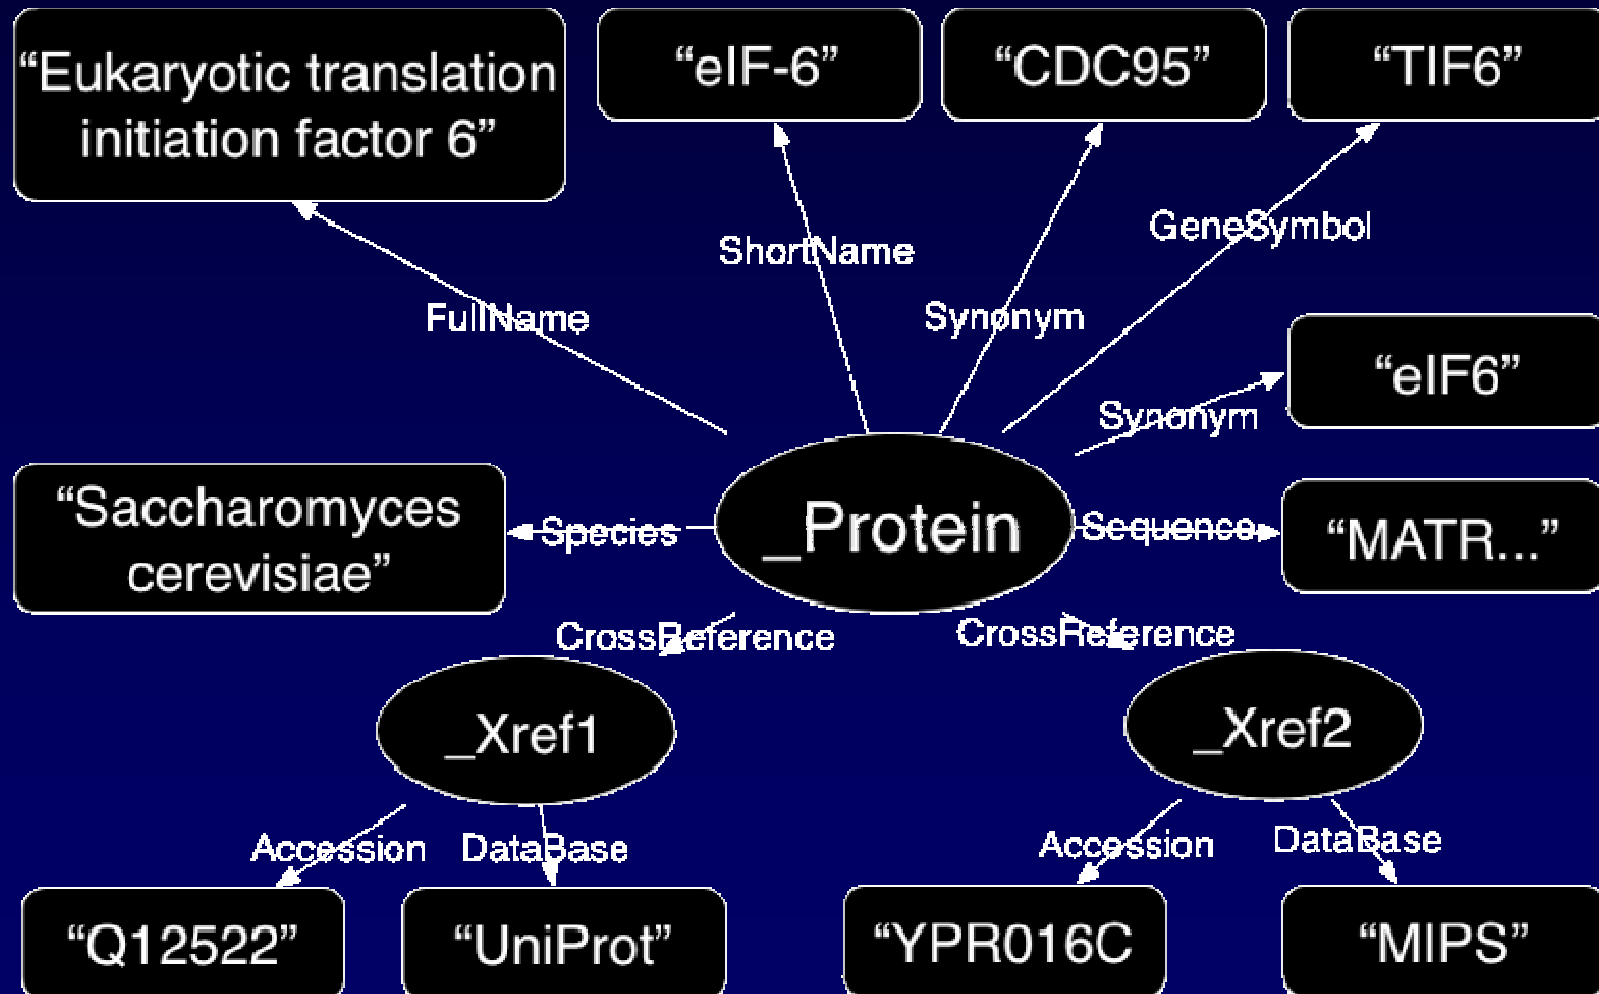 “Eukaryotic translation
initiation factor 6”
“eIF-6”
“CDC95”
“TIF6”
GeneSymbol
ShortName
FullName
Synonym
“eIF6”
Synonym
“Saccharomyces
cerevisiae”
Species
_Protein
Sequence
“MATR...”
CrossReference
CrossReference
_Xref1
_Xref2
Accession
DataBase
Accession
DataBase
“Q12522”
“UniProt”
“YPR016C
“MIPS”